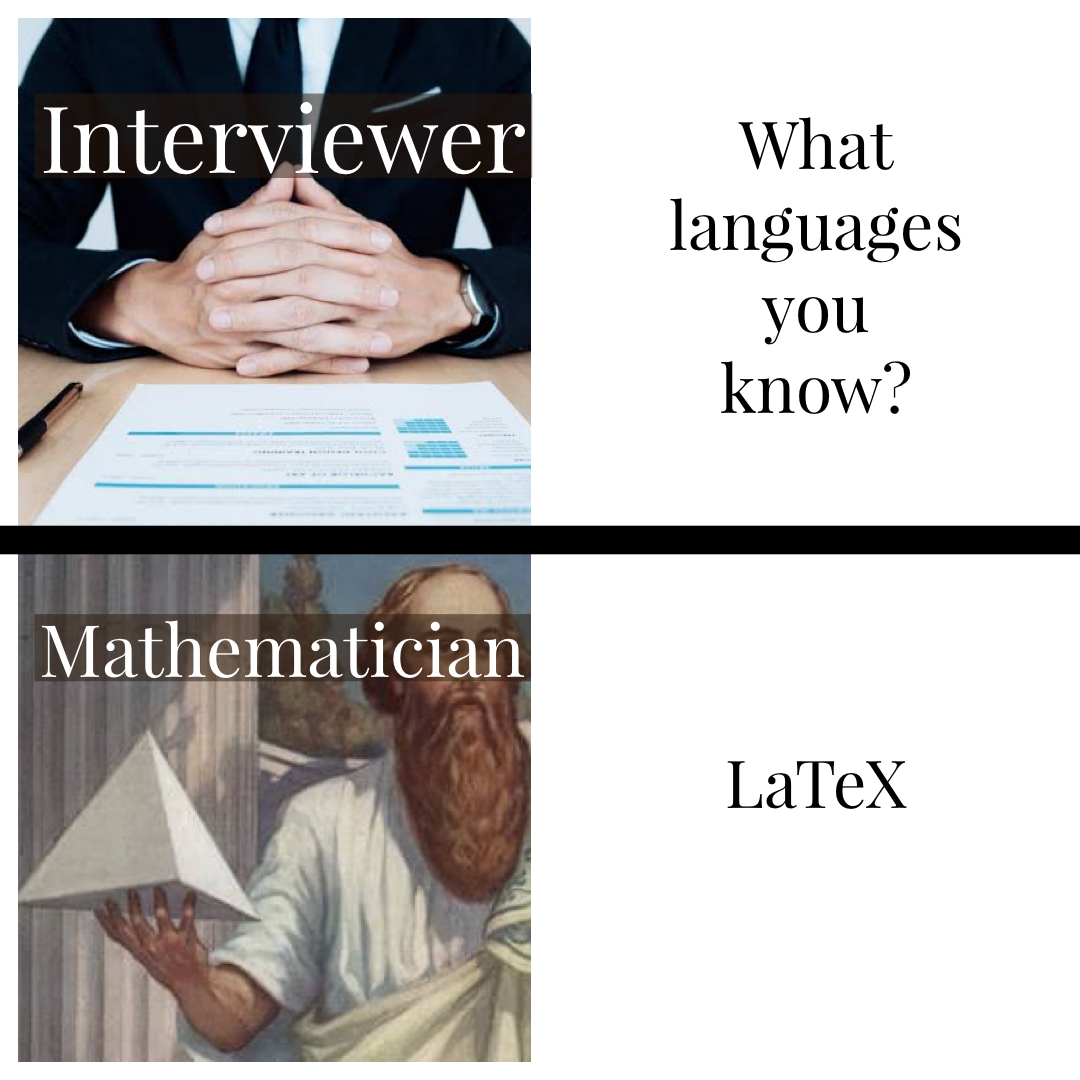 Interviewer
What
languages
you
know?
Mathematician
LaTeX